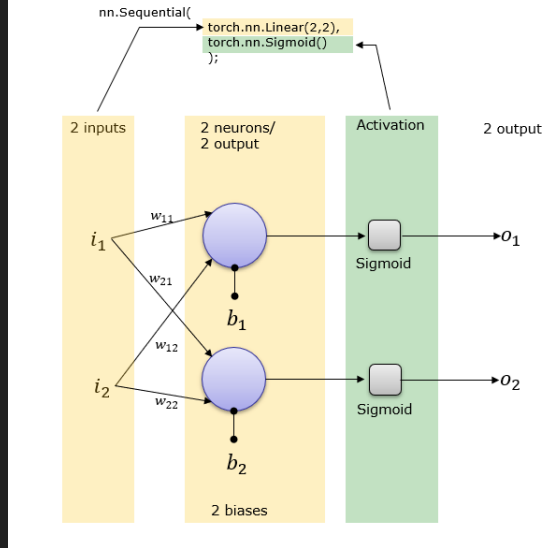 nn.Sequential(
torch.nn.Linear(2,2),
torch.nn.Sigmoid()
);
2 inputs
2 neurons/
2 output
Activation
2 output
i₁
w₁₁
w₂₁
b₁
Sigmoid
o₁
i₂
w₁₂
w₂₂
b₂
Sigmoid
o₂
2 biases